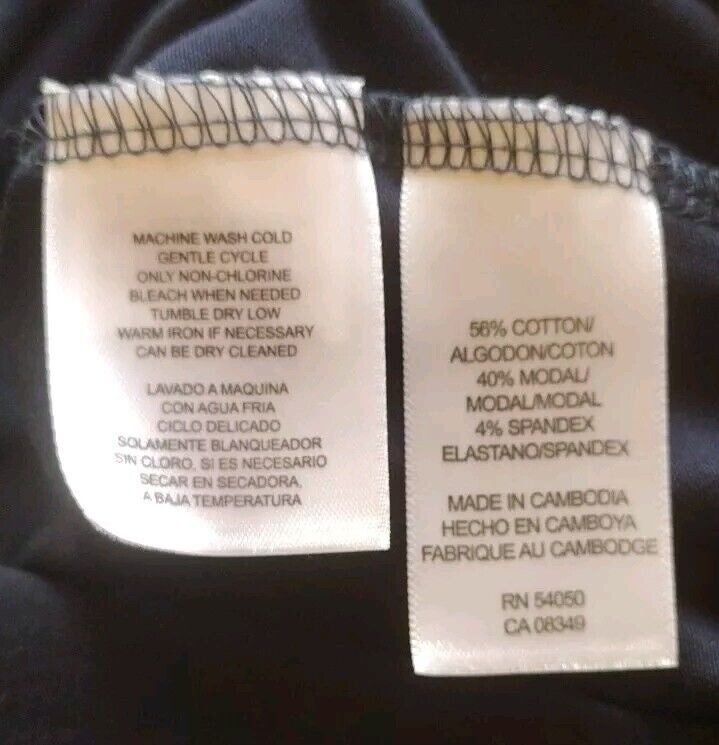 MACHINE WASH COLD
GENTLE CYCLE
ONLY NON-CHLORINE
BLEACH WHEN NEEDED
TUMBLE DRY LOW
WARM IRON IF NECESSARY
CAN BE DRY CLEANED
LAVADO A MAQUINA
CON AGUA FRIA
CICLO DELICADO
SOLAMENTE BLANQUEADOR
SIN CLORO, SI ES NECESARIO
SECAR EN SECADORA,
A BAJA TEMPERATURA
56% COTTON/
ALGODON/COTON
40% MODAL/
MODAL/MODAL
4% SPANDEX
ELASTANO/SPANDEX
MADE IN CAMBODIA
HECHO EN CAMBOYA
FABRIQUE AU CAMBODGE
RN 54050
CA 08349